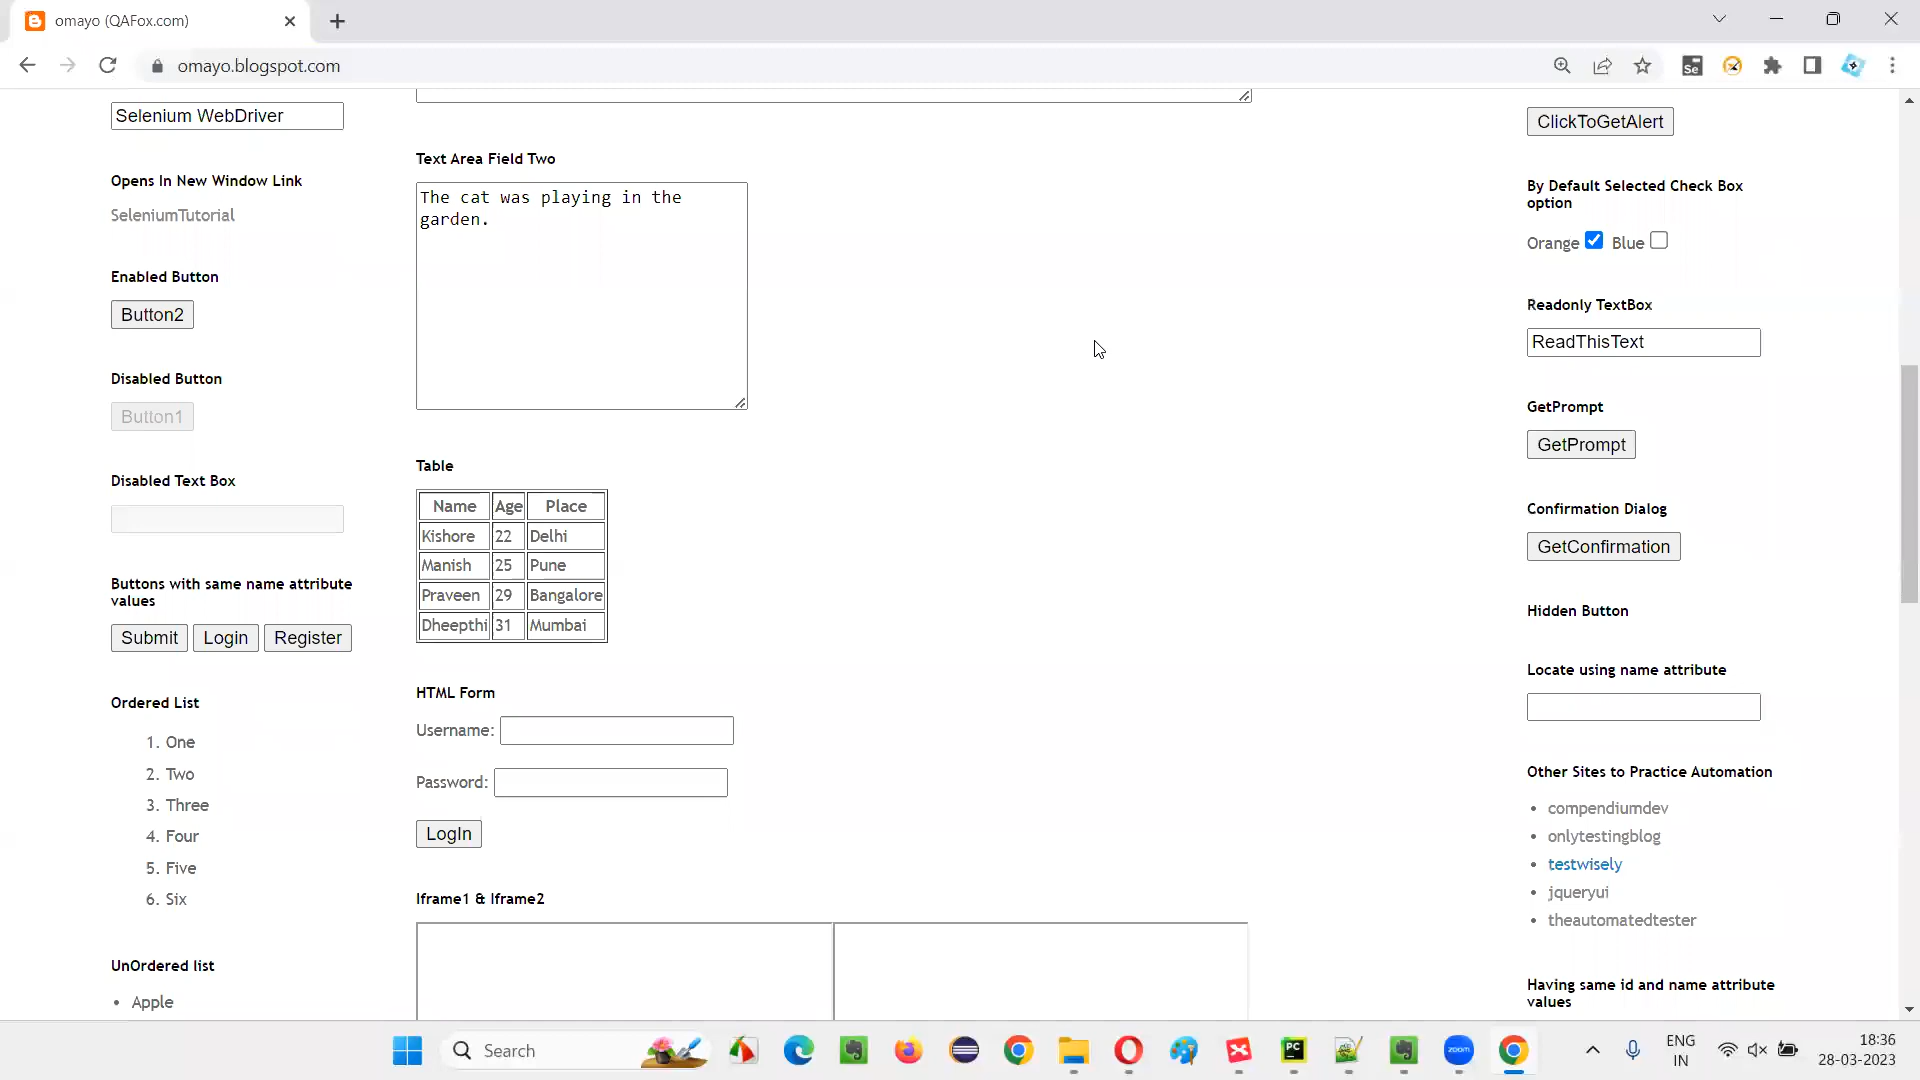 omayo (QAFox.com)
omayo.blogspot.com
Selenium WebDriver
Opens In New Window Link
SeleniumTutorial
Enabled Button
Button2
Disabled Button
Button1
Disabled Text Box
Buttons with same name attribute
values
Submit Login Register
Ordered List
1. One
2. Two
3. Three
4. Four
5. Five
6. Six
UnOrdered list
• Apple
Text Area Field Two
The cat was playing in the
garden.
Table
Name Age Place
Kishore 22 Delhi
Manish 25 Pune
Praveen 29 Bangalore
Dheepthi 31 Mumbai
HTML Form
Username:
Password:
LogIn
Iframe1 & Iframe2
ClickToGetAlert
By Default Selected Check Box
option
Orange Blue
Readonly TextBox
ReadThisText
GetPrompt
GetPrompt
Confirmation Dialog
GetConfirmation
Hidden Button
Locate using name attribute
Other Sites to Practice Automation
• compendiumdev
• onlytestingblog
• testwisely
• jqueryui
• theautomatedtester
Having same id and name attribute
values
Se
Search
PC
zoom
ENG
IN
18:36
28-03-2023